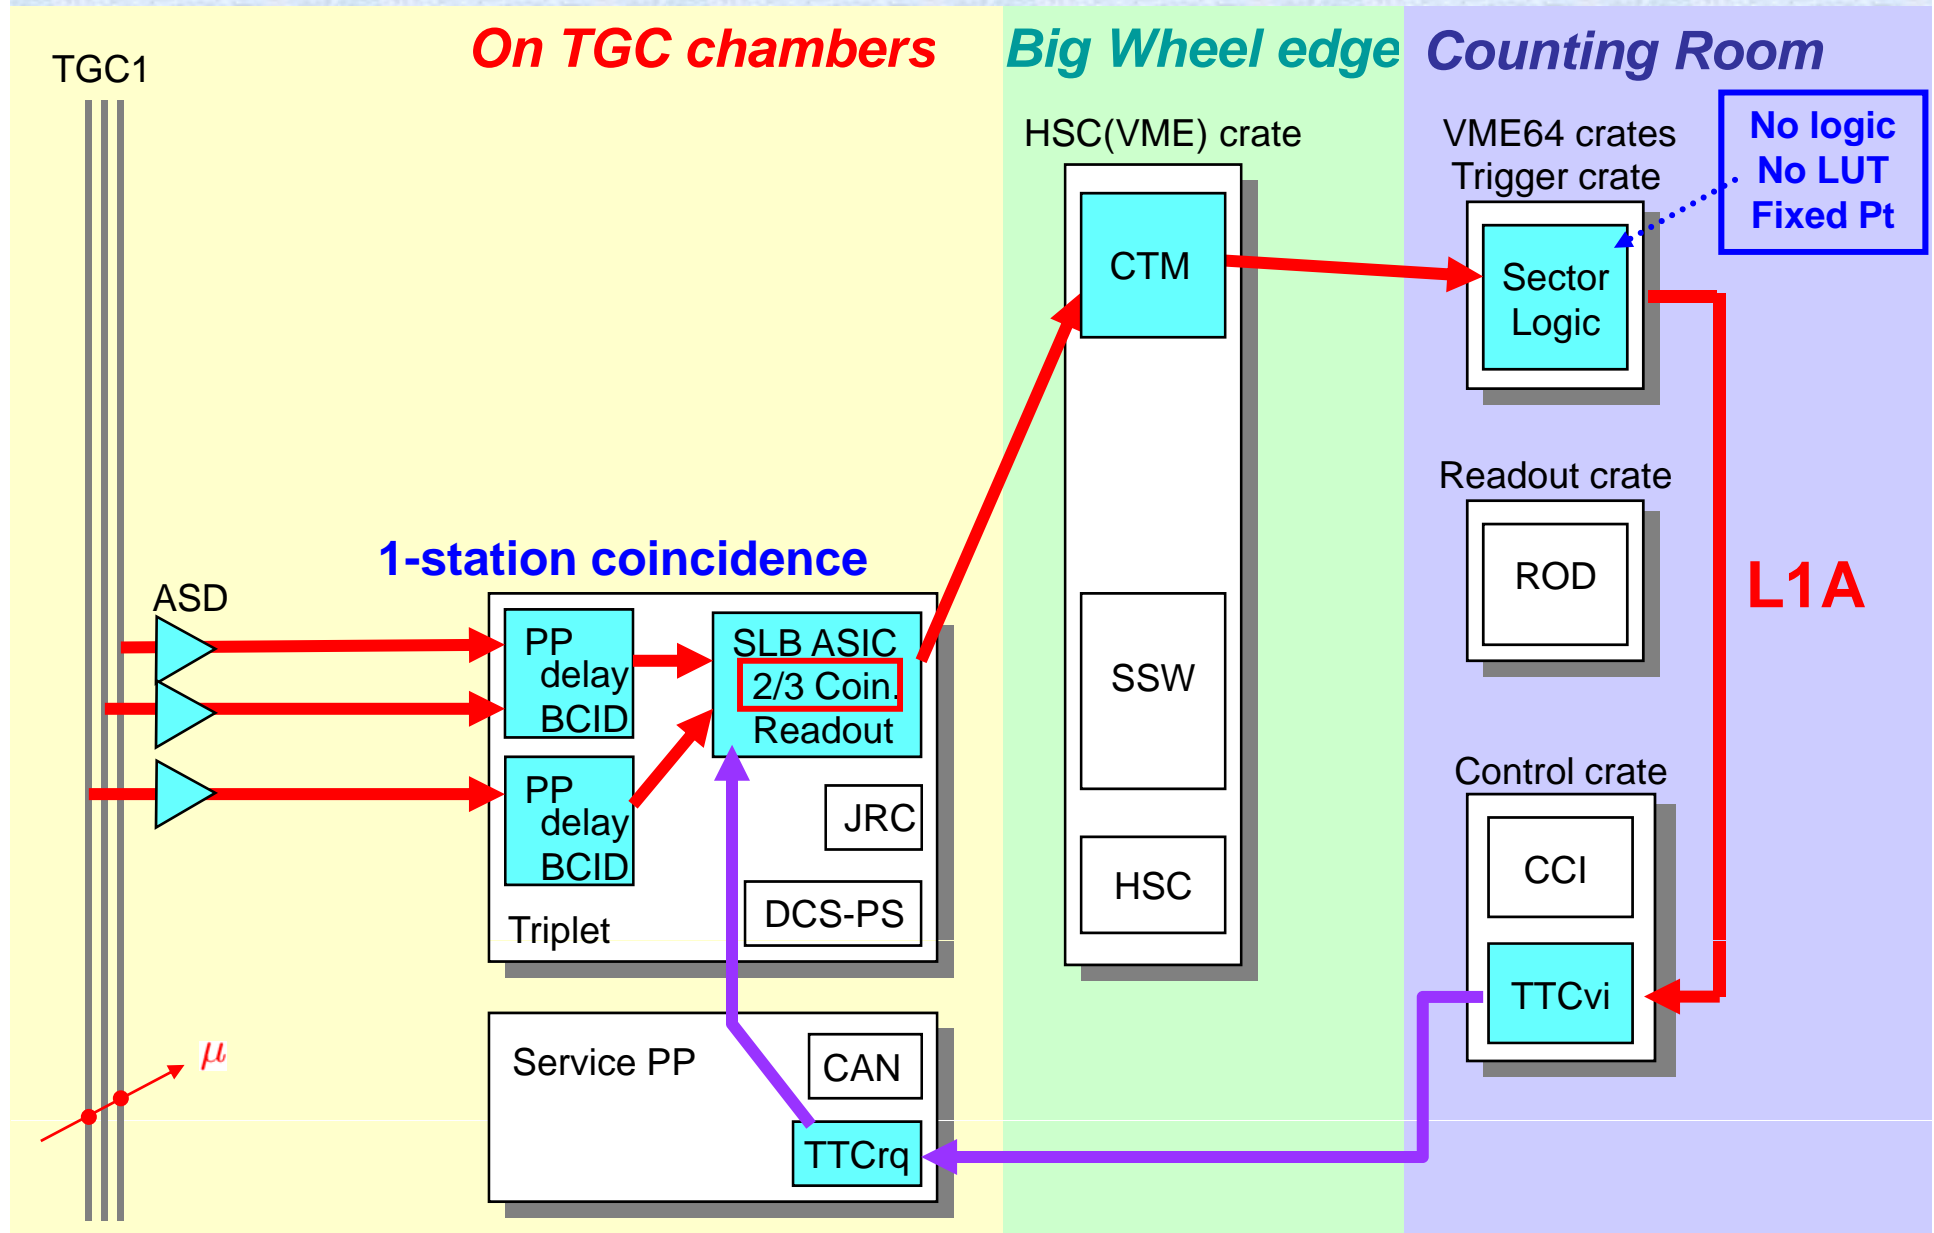 On TGC chambers
Big Wheel edge
Counting Room
TGC1
HSC(VME) crate
VME64 crates
Trigger crate
No logic
No LUT
Fixed Pt
CTM
Sector
Logic
Readout crate
ROD
L1A
1-station coincidence
ASD
PP
delay
BCID
SLB ASIC
2/3 Coin.
Readout
PP
delay
BCID
JRC
DCS-PS
Triplet
SSW
HSC
Control crate
CCI
TTCvi
μ
Service PP
CAN
TTCrq